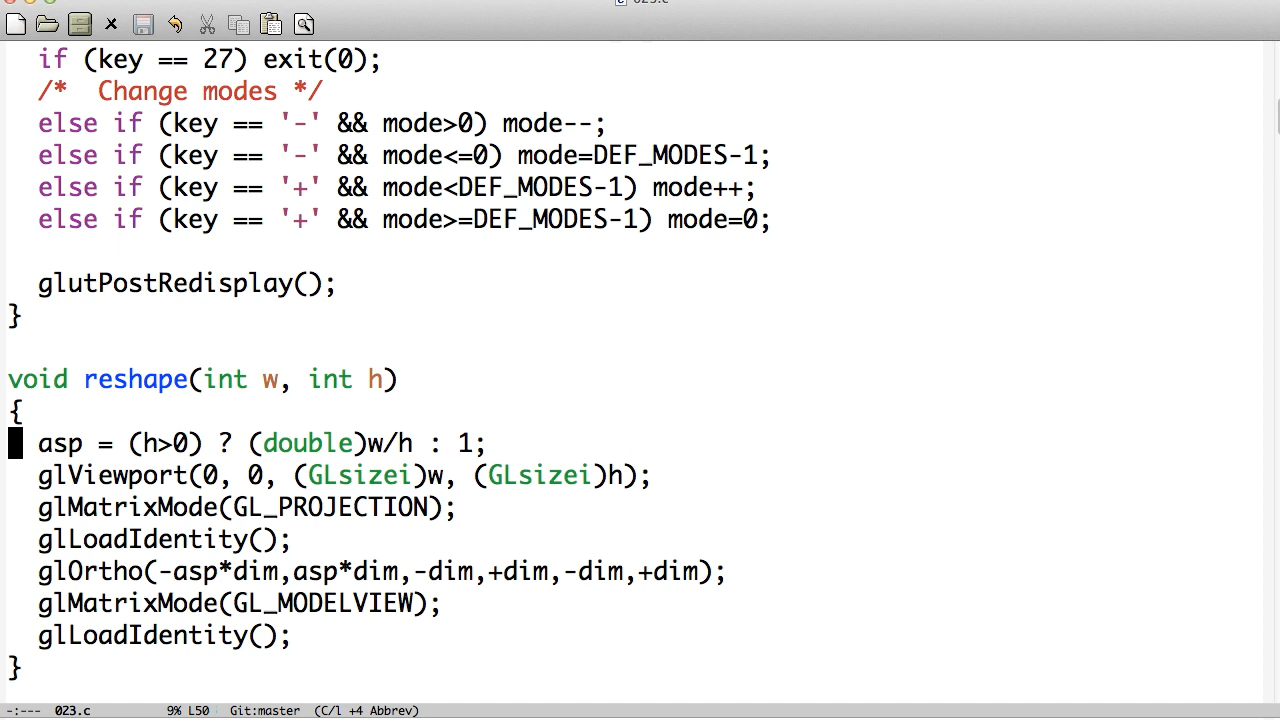 if (key == 27) exit(0);
/*  Change modes */
else if (key == '-' && mode>0) mode--;
else if (key == '-' && mode<=0) mode=DEF_MODES-1;
else if (key == '+' && mode<DEF_MODES-1) mode++;
else if (key == '+' && mode>=DEF_MODES-1) mode=0;
glutPostRedisplay();
}
void reshape(int w, int h)
{
asp = (h>0) ? (double)w/h : 1;
glViewport(0, 0, (GLsizei)w, (GLsizei)h);
glMatrixMode(GL_PROJECTION);
glLoadIdentity();
glOrtho(-asp*dim,asp*dim,-dim,+dim,-dim,+dim);
glMatrixMode(GL_MODELVIEW);
glLoadIdentity();
}
-:--- 023.c 9% L50 Git:master (C/l +4 Abbrev)